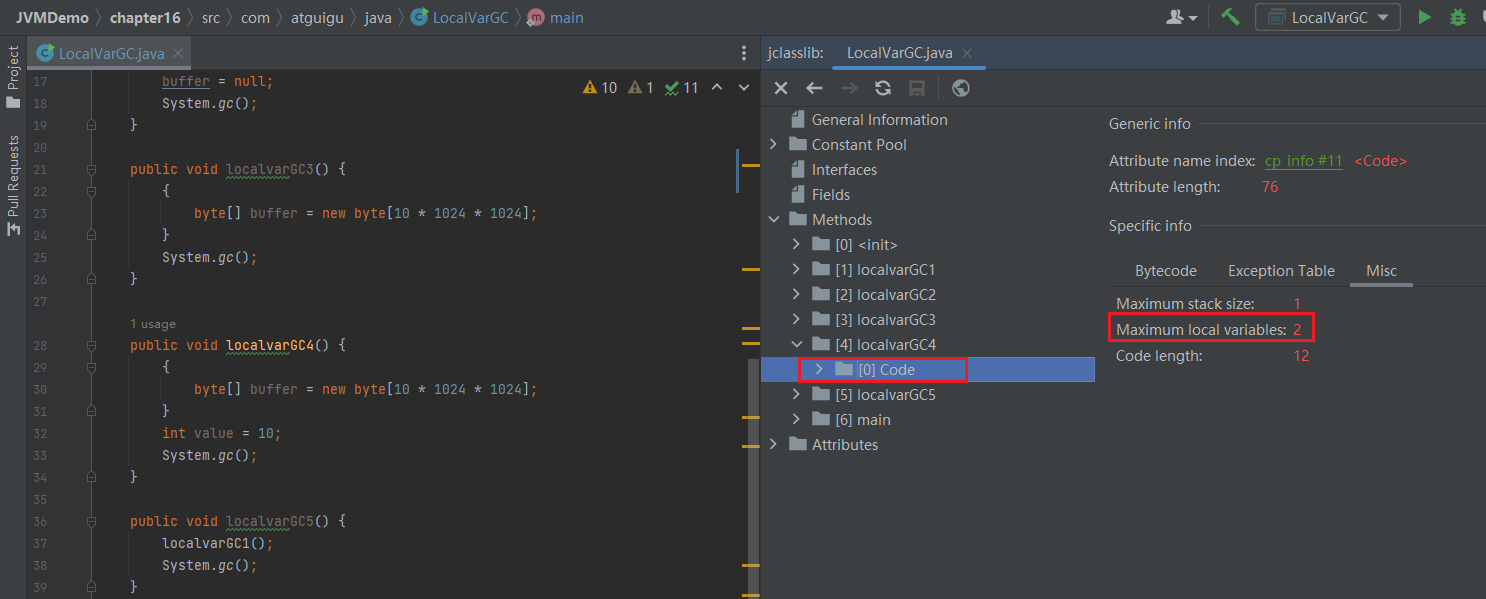 JVMDemo chapter16 src com atguigu java LocalVarGC main LocalVarGC
Project
Pull Requests
LocalVarGC.java
10 1 11
17 buffer = null;
18 System.gc();
19 }
20
21 public void localvarGC3() {
22 {
23 byte[] buffer = new byte[10 * 1024 * 1024];
24 }
25 System.gc();
26 }
27
1 usage
28 public void localvarGC4() {
29 {
30 byte[] buffer = new byte[10 * 1024 * 1024];
31 }
32 int value = 10;
33 System.gc();
34 }
35
36 public void localvarGC5() {
37 localvarGC1();
38 System.gc();
39 }
jclasslib: LocalVarGC.java
General Information
Constant Pool
Interfaces
Fields
Methods
[0] <init>
[1] localvarGC1
[2] localvarGC2
[3] localvarGC3
[4] localvarGC4
[0] Code
[5] localvarGC5
[6] main
Attributes
Generic info
Attribute name index: cp_info #11 <Code>
Attribute length: 76
Specific info
Bytecode Exception Table Misc
Maximum stack size: 1
Maximum local variables: 2
Code length: 12